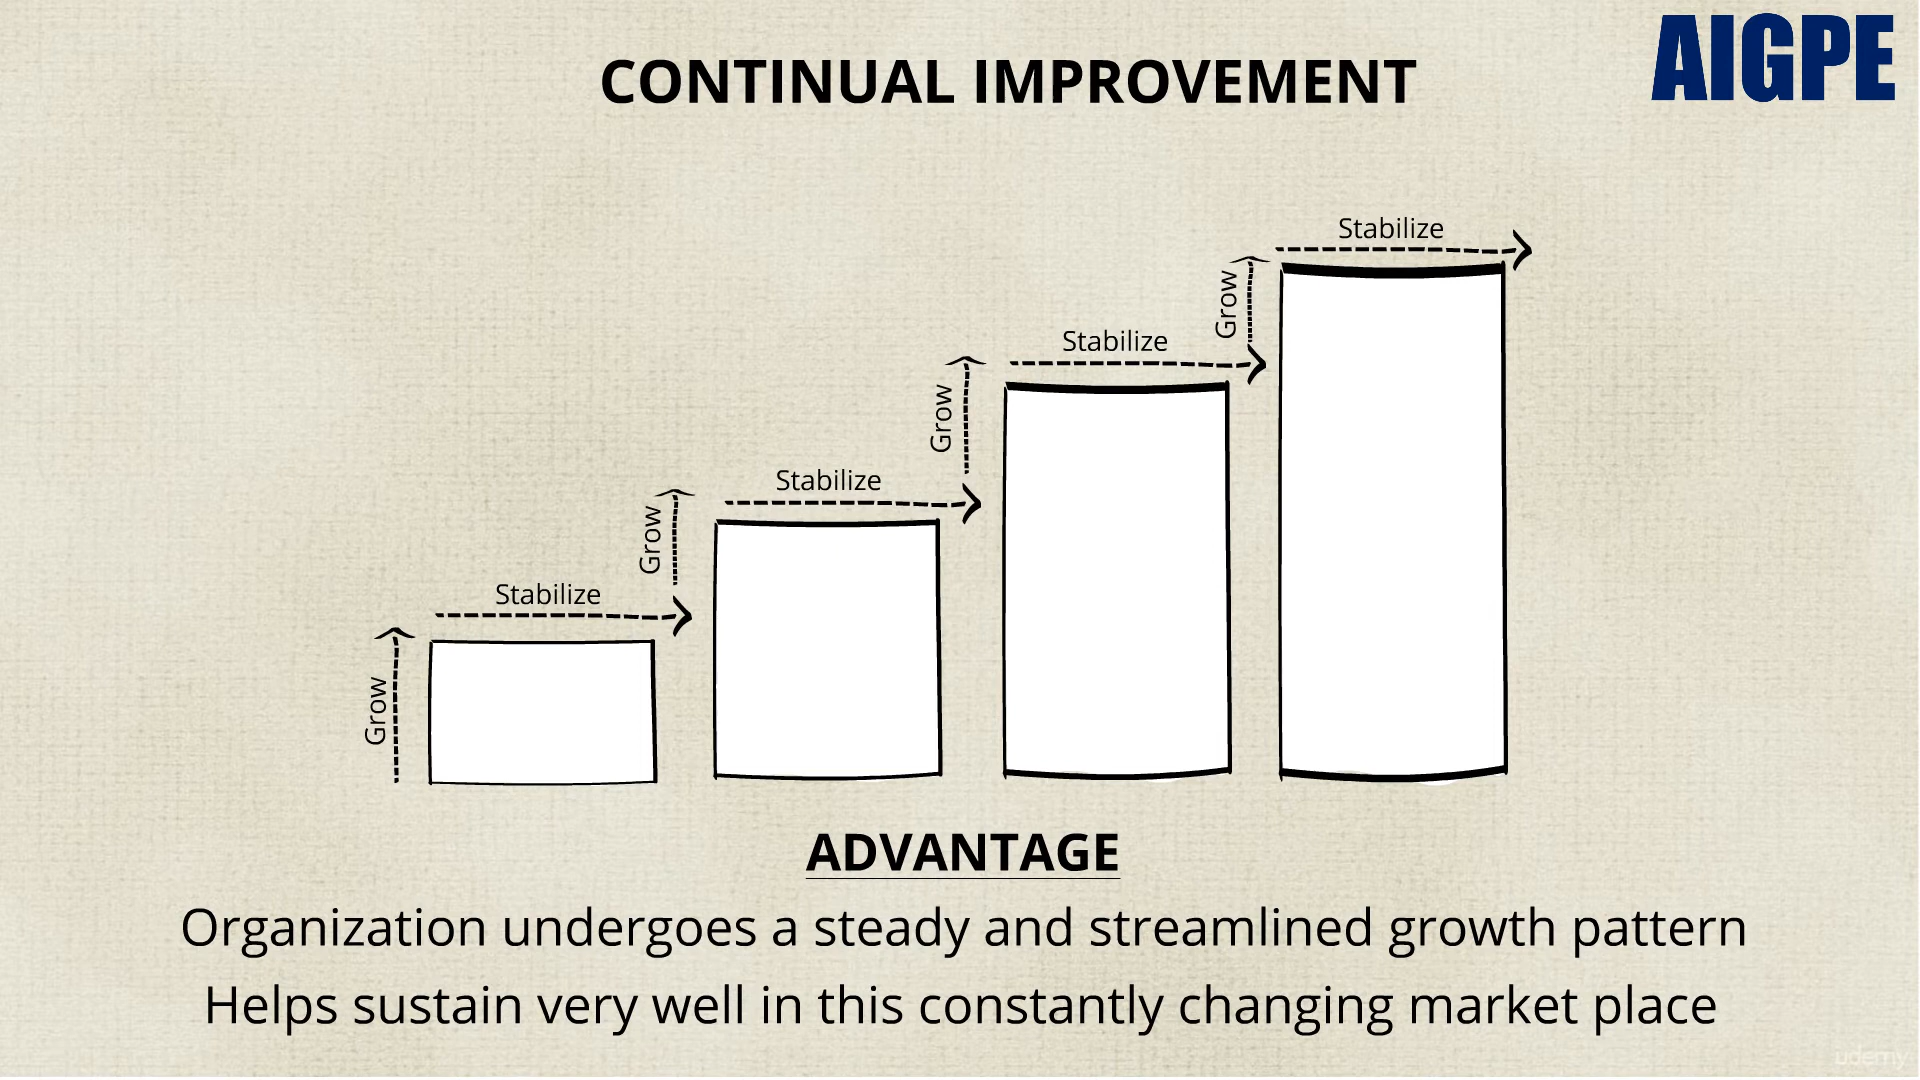 AIGPE
CONTINUAL IMPROVEMENT
Stabilize
Grow
Stabilize
Grow
Stabilize
Grow
Stabilize
Grow
ADVANTAGE
Organization undergoes a steady and streamlined growth pattern
Helps sustain very well in this constantly changing market place
udemy